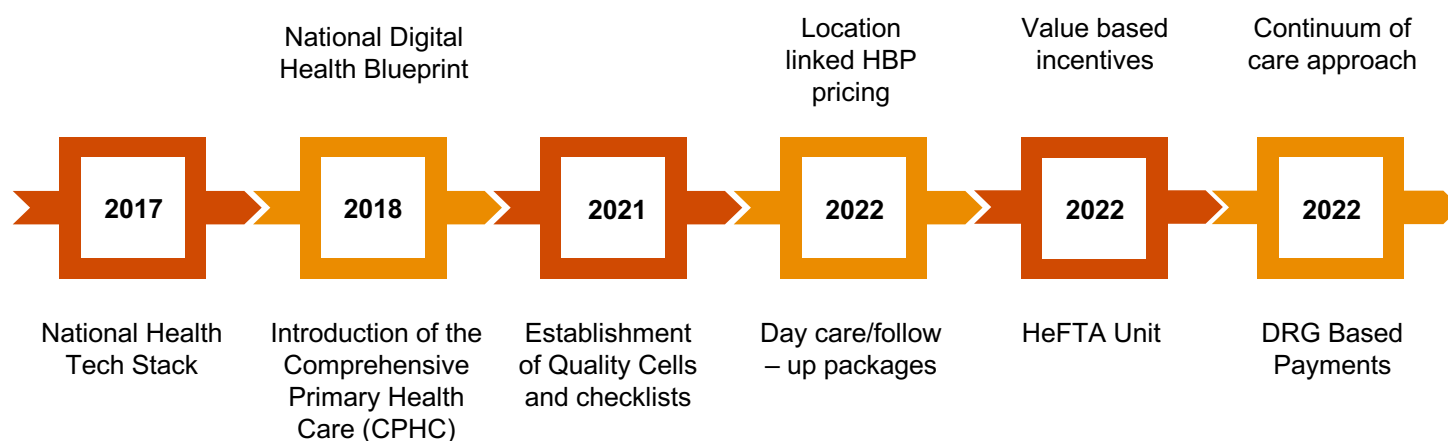 National Digital
Health Blueprint
Location
linked HBP
pricing
Value based
incentives
Continuum of
care approach
2017
2018
2021
2022
2022
2022
National Health
Tech Stack
Introduction of the
Comprehensive
Primary Health
Care (CPHC)
Establishment
of Quality Cells
and checklists
Day care/follow
– up packages
HeFTA Unit
DRG Based
Payments